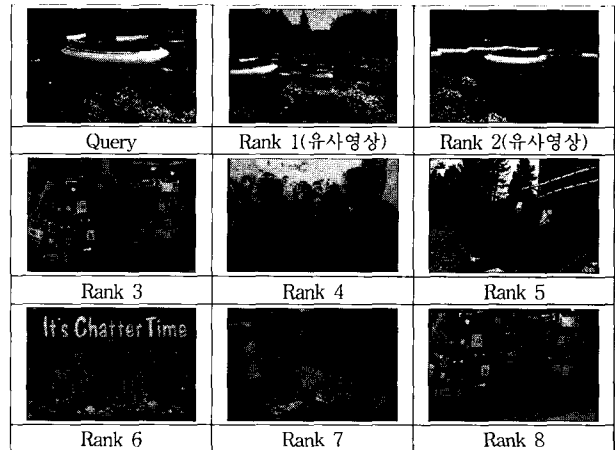 Query
Rank 1(유사영상)
Rank 2(유사영상)
Rank 3
Rank 4
Rank 5
It's Chatter Time
Rank 6
Rank 7
Rank 8